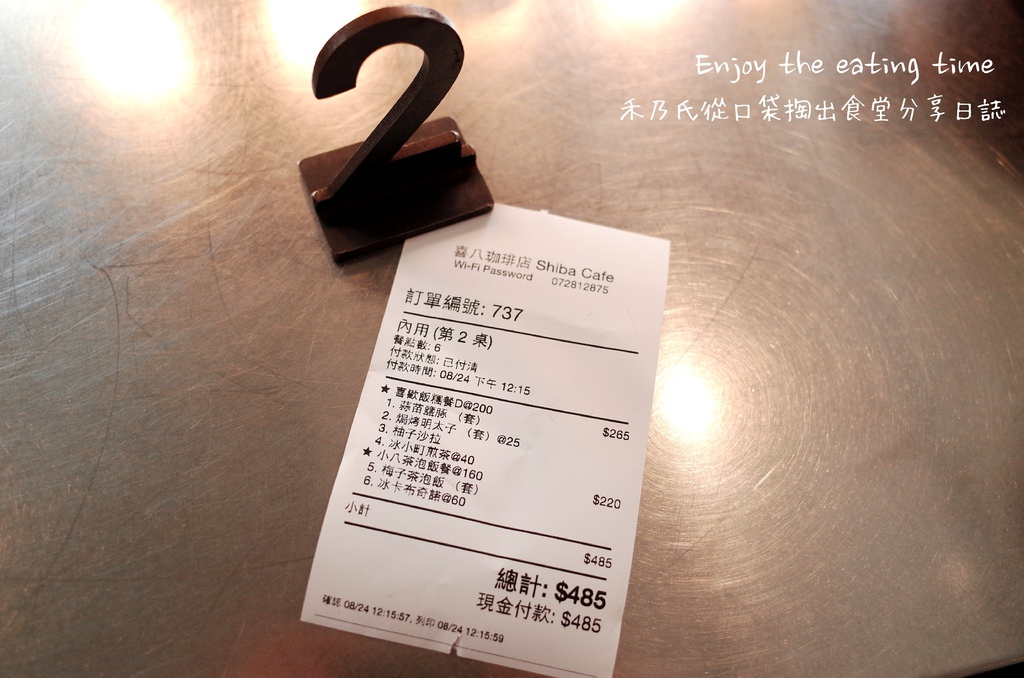 2
Enjoy the eating time
禾乃氏從口袋掏出食堂分享日誌
喜八珈琲店 Shiba Cafe
Wi-Fi Password 072812875
訂單編號: 737
內用 (第 2 桌)
餐點數: 6
付款狀態: 已付清
付款時間: 08/24 下午 12:15
★ 喜歡飯糰餐D@200 $265
1. 蒜苗鹽豚 （套）
2. 焗烤明太子 （套）@25
3. 柚子沙拉
4. 冰小町煎茶@40
★ 小八茶泡飯餐@160 $220
5. 梅子茶泡飯 （套）
6. 冰卡布奇諾@60
小計 $485
總計: $485
現金付款: $485
確認 08/24 12:15:57, 列印 08/24 12:15:59